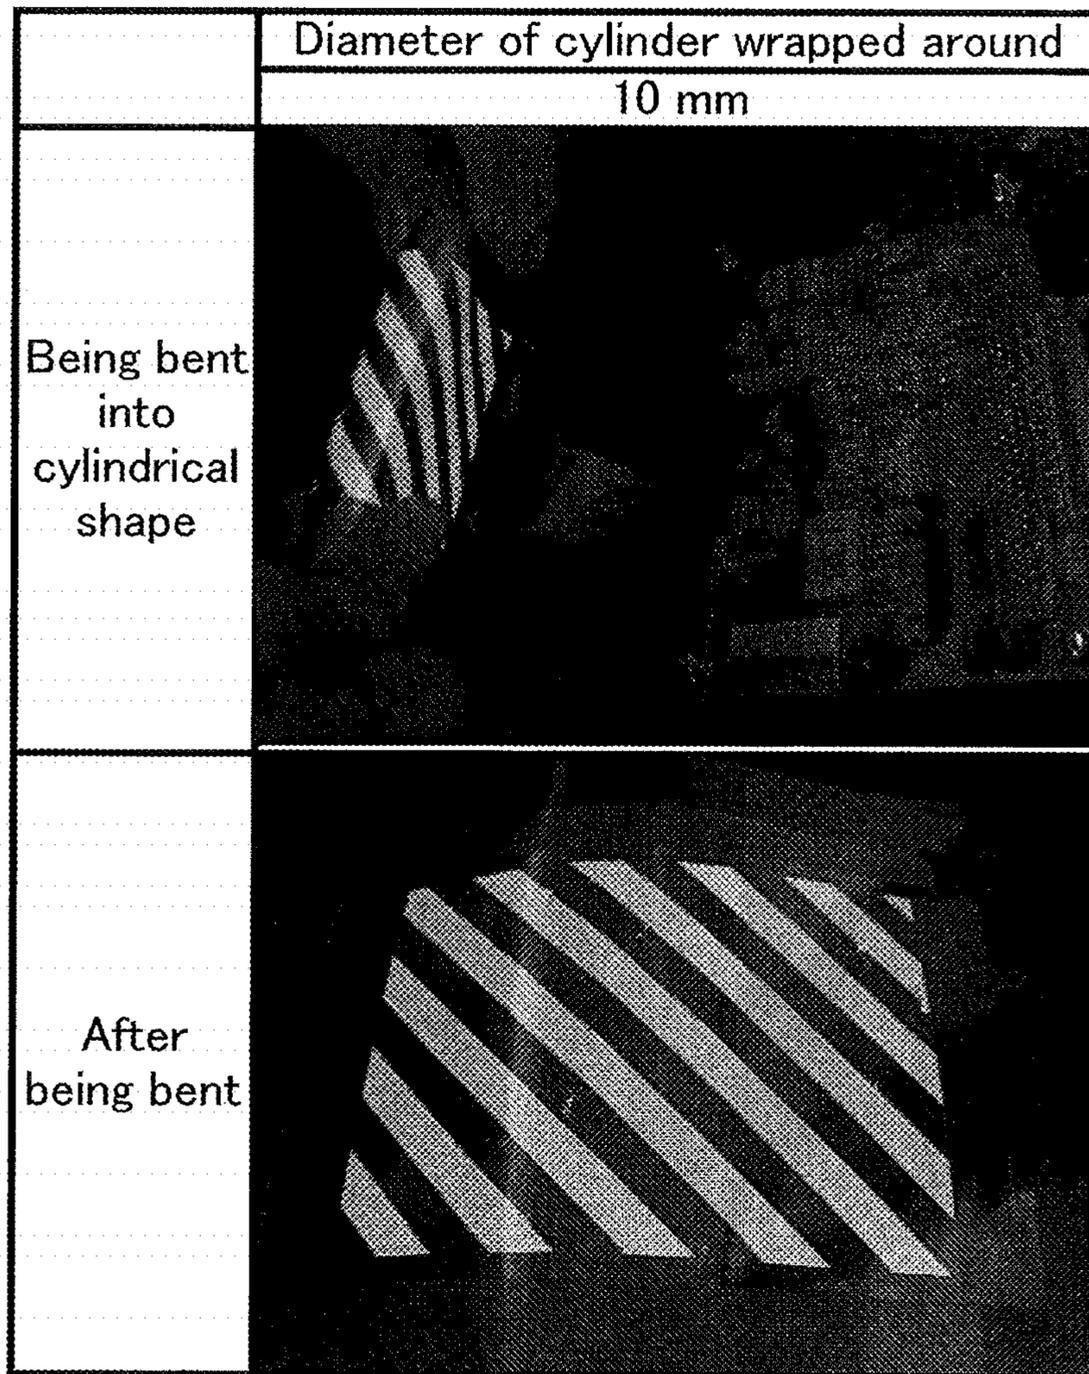 Diameter of cylinder wrapped around
10 mm
Being bent
into
cylindrical
shape
After
being bent